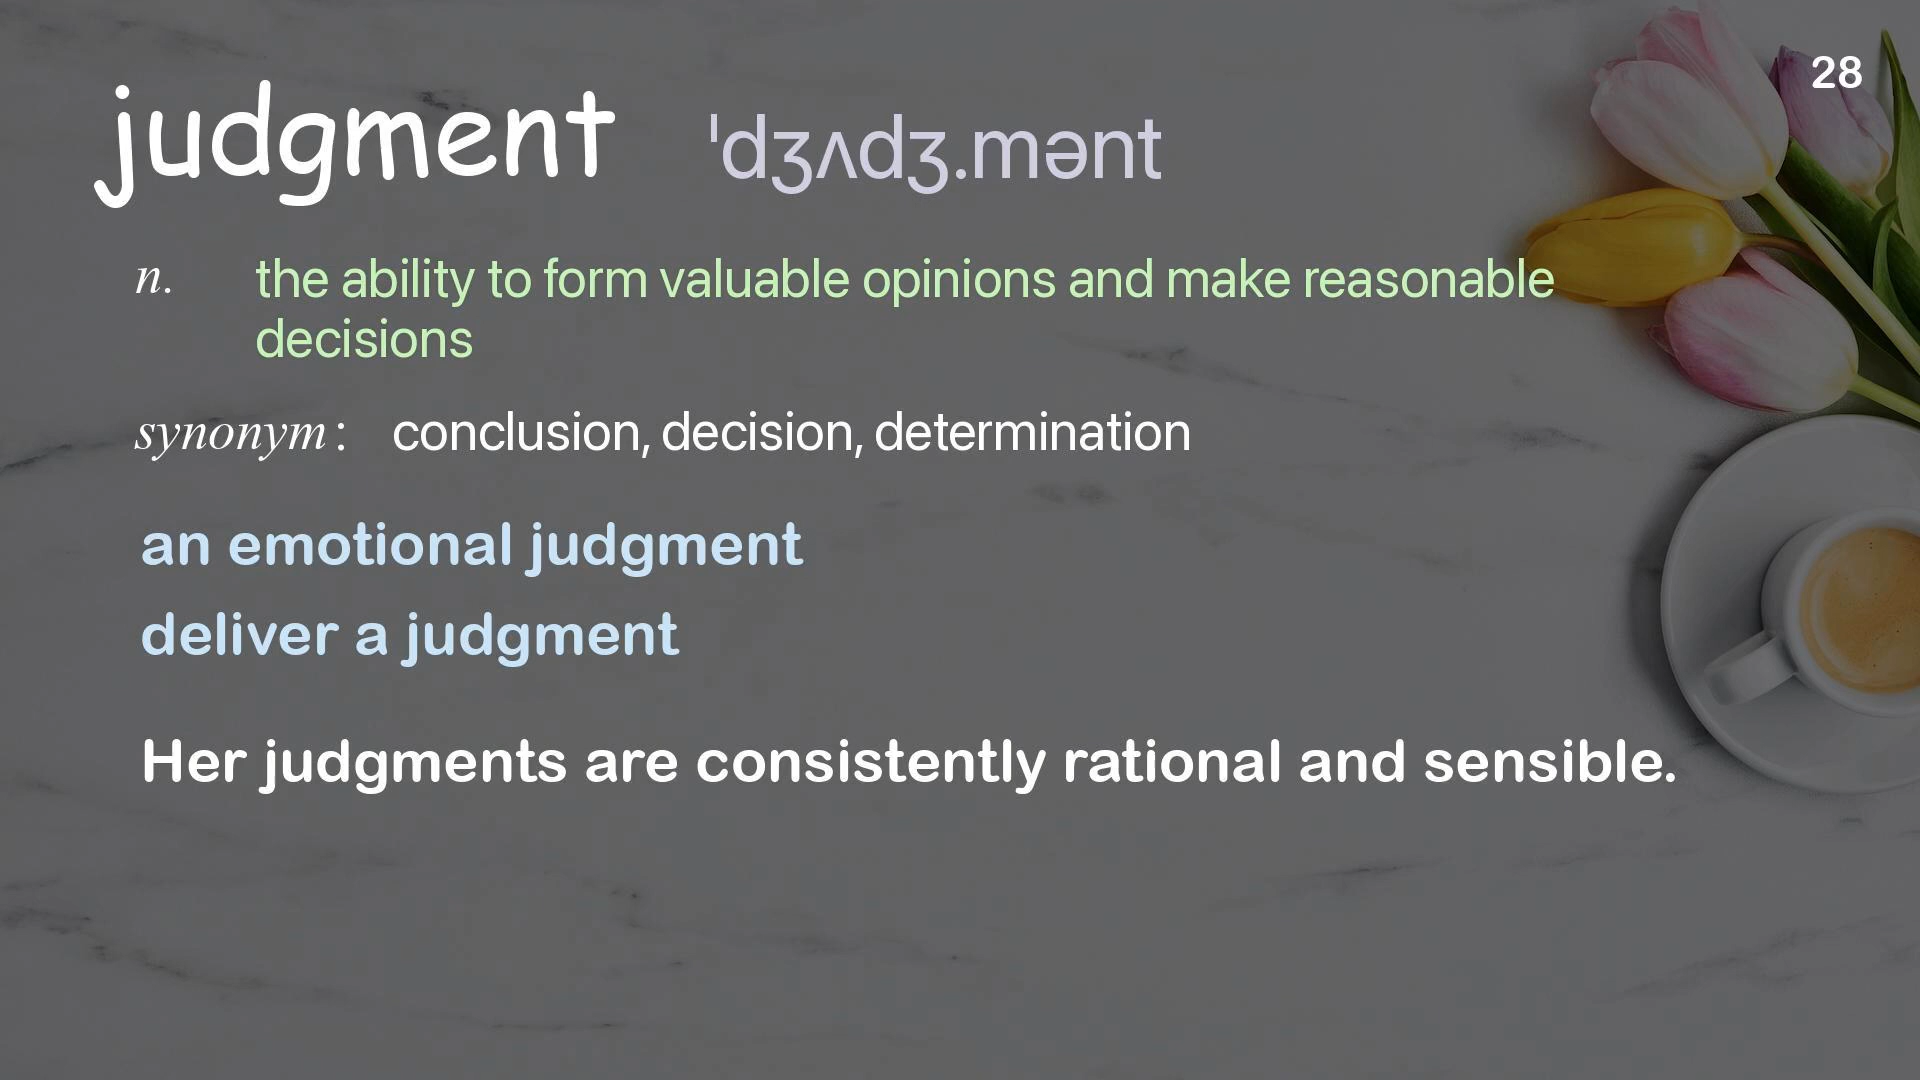 28
judgment ˈdʒʌdʒ.mənt
n. the ability to form valuable opinions and make reasonable
decisions
synonym: conclusion, decision, determination
an emotional judgment
deliver a judgment
Her judgments are consistently rational and sensible.